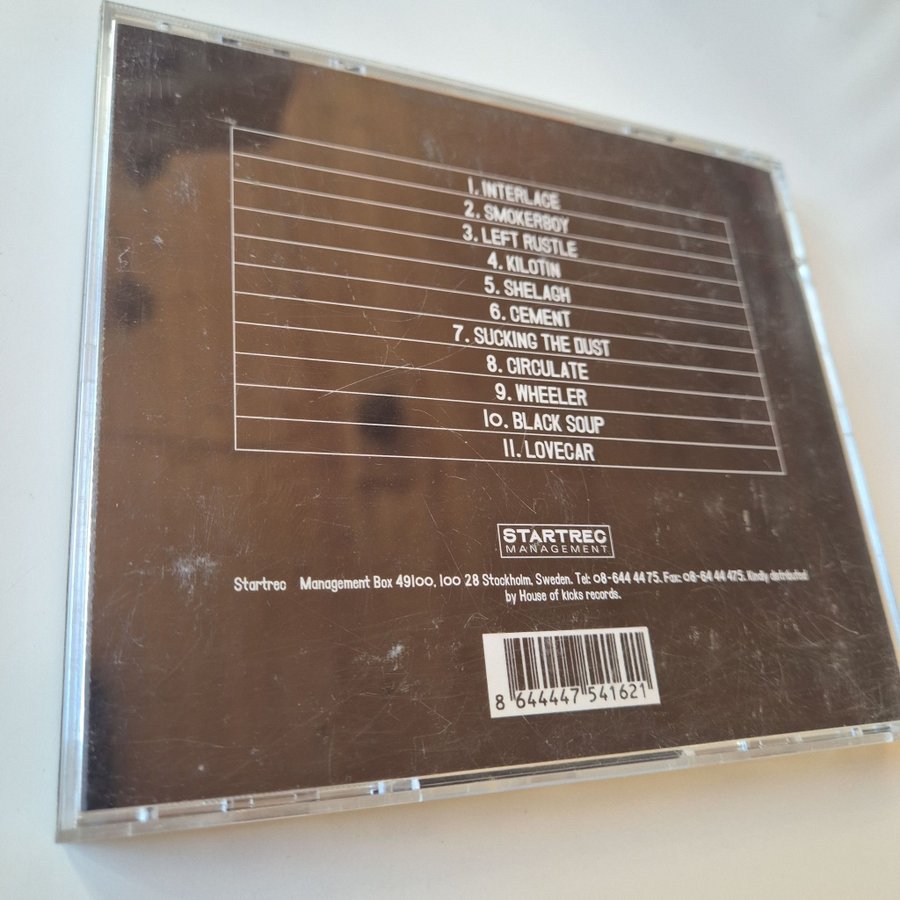 1. INTERLACE
2. SMOKERBOY
3. LEFT RUSTLE
4. KILOTIN
5. SHELAGH
6. CEMENT
7. SUCKING THE DUST
8. CIRCULATE
9. WHEELER
10. BLACK SOUP
11. LOVECAR
STARTREC
MANAGEMENT
Startrec Management Box 49100, 100 28 Stockholm, Sweden. Tel: 08-644 44 75. Fax: 08-64 44 475. Kindly distributed
by House of kicks records.
8 644447 541621